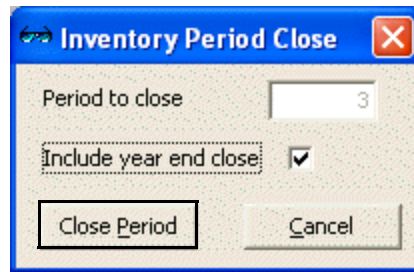 Inventory Period Close
Period to close 3
Include year end close
Close Period Cancel